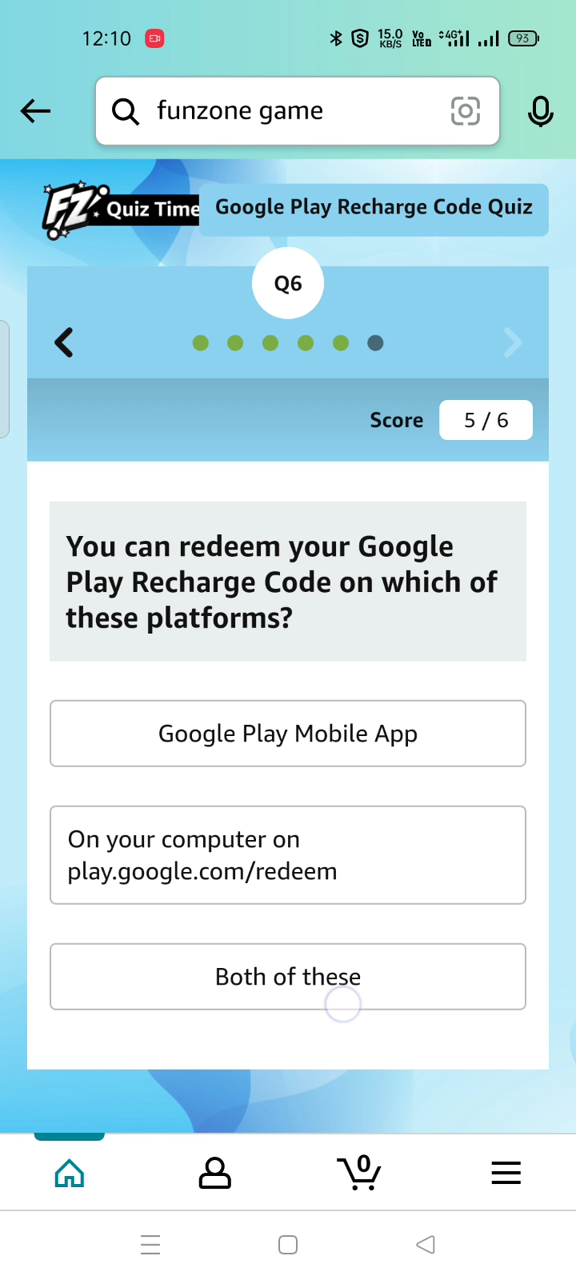 12:10
15.0 KB/S
Vo LTED
4G+
93
funzone game
FZ Quiz Time
Google Play Recharge Code Quiz
Q6
Score 5 / 6
You can redeem your Google
Play Recharge Code on which of
these platforms?
Google Play Mobile App
On your computer on
play.google.com/redeem
Both of these
0